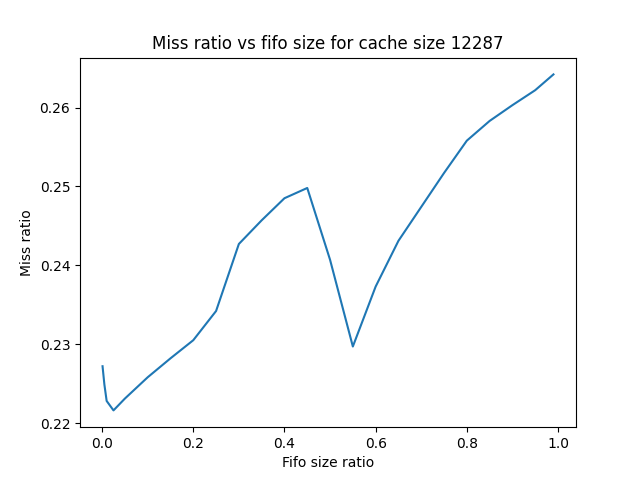 Miss ratio vs fifo size for cache size 12287
Miss ratio
0.26
0.25
0.24
0.23
0.22
0.0 0.2 0.4 0.6 0.8 1.0
Fifo size ratio